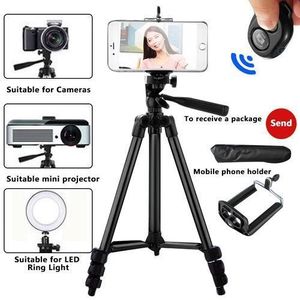 Suitable for Cameras
Suitable mini projector
Suitable for LED
Ring Light
To receive a package
Send
Mobile phone holder